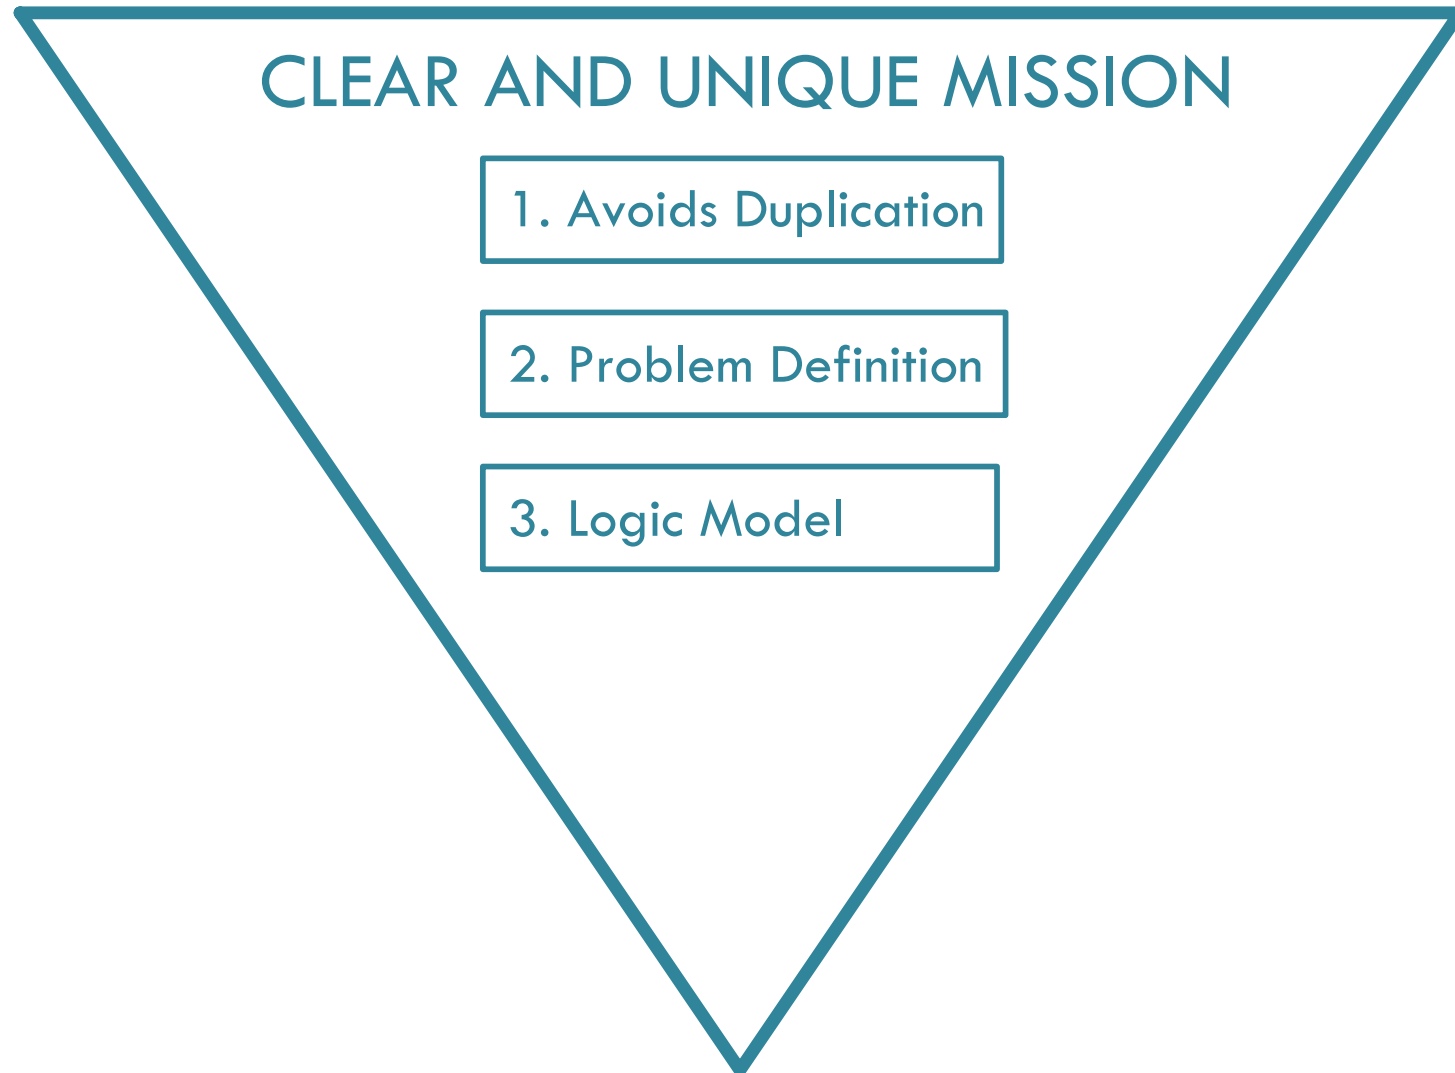 CLEAR AND UNIQUE MISSION
1. Avoids Duplication
2. Problem Definition
3. Logic Model